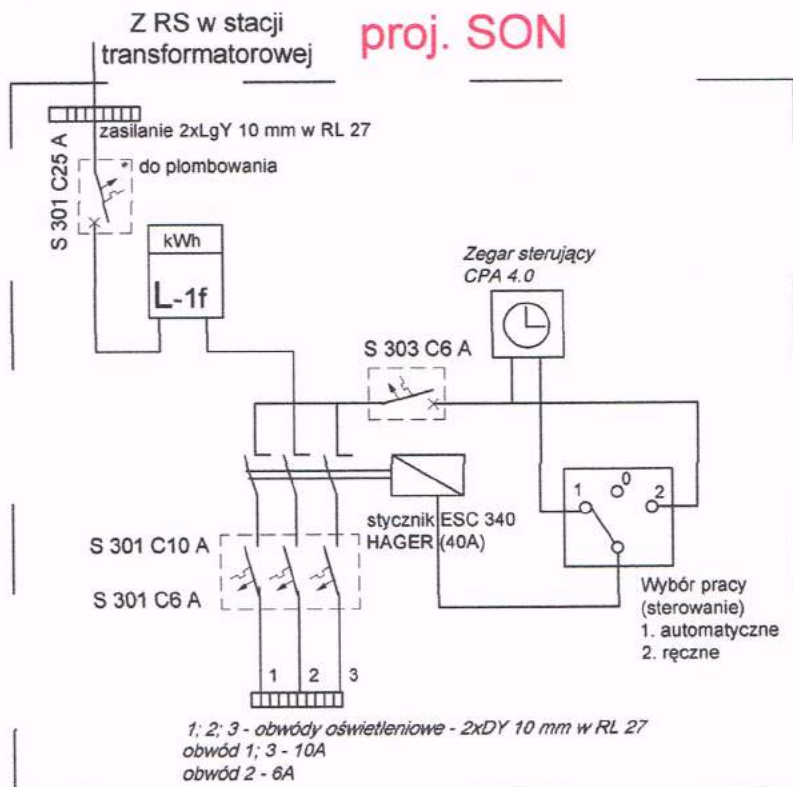 Z RS w stacji
transformatorowej
proj. SON
zasilanie 2xLgY 10 mm w RL 27
S 301 C25 A
* do plombowania
kWh
L-1f
Zegar sterujący
CPA 4.0
S 303 C6 A
1
0
2
stycznik ESC 340
HAGER (40A)
S 301 C10 A
S 301 C6 A
Wybór pracy
(sterowanie)
1. automatyczne
2. ręczne
1
2
3
1; 2; 3 - obwódy oświetleniowe - 2xDY 10 mm w RL 27
obwód 1; 3 - 10A
obwód 2 - 6A